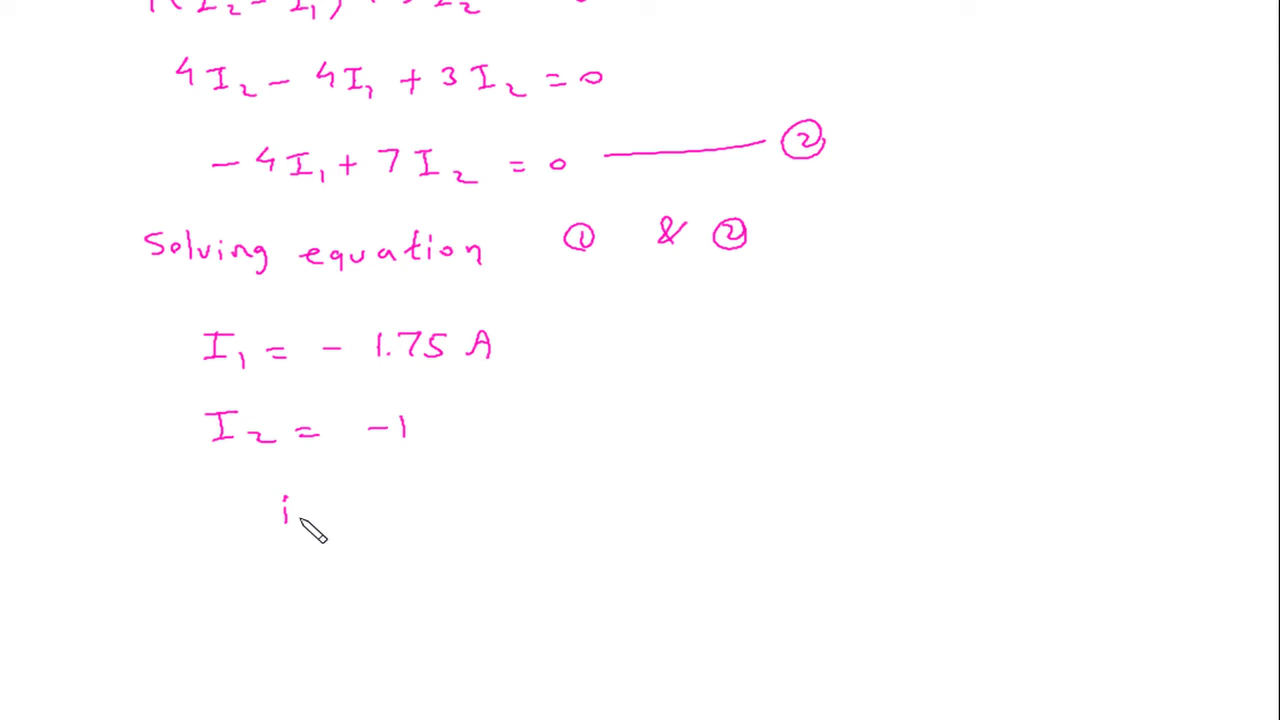 4I₂ - 4I₁ + 3I₂ = 0
- 4I₁ + 7I₂ = 0 ——— ②
Solving equation ① & ②
I₁ = - 1.75 A
I₂ = -1
i